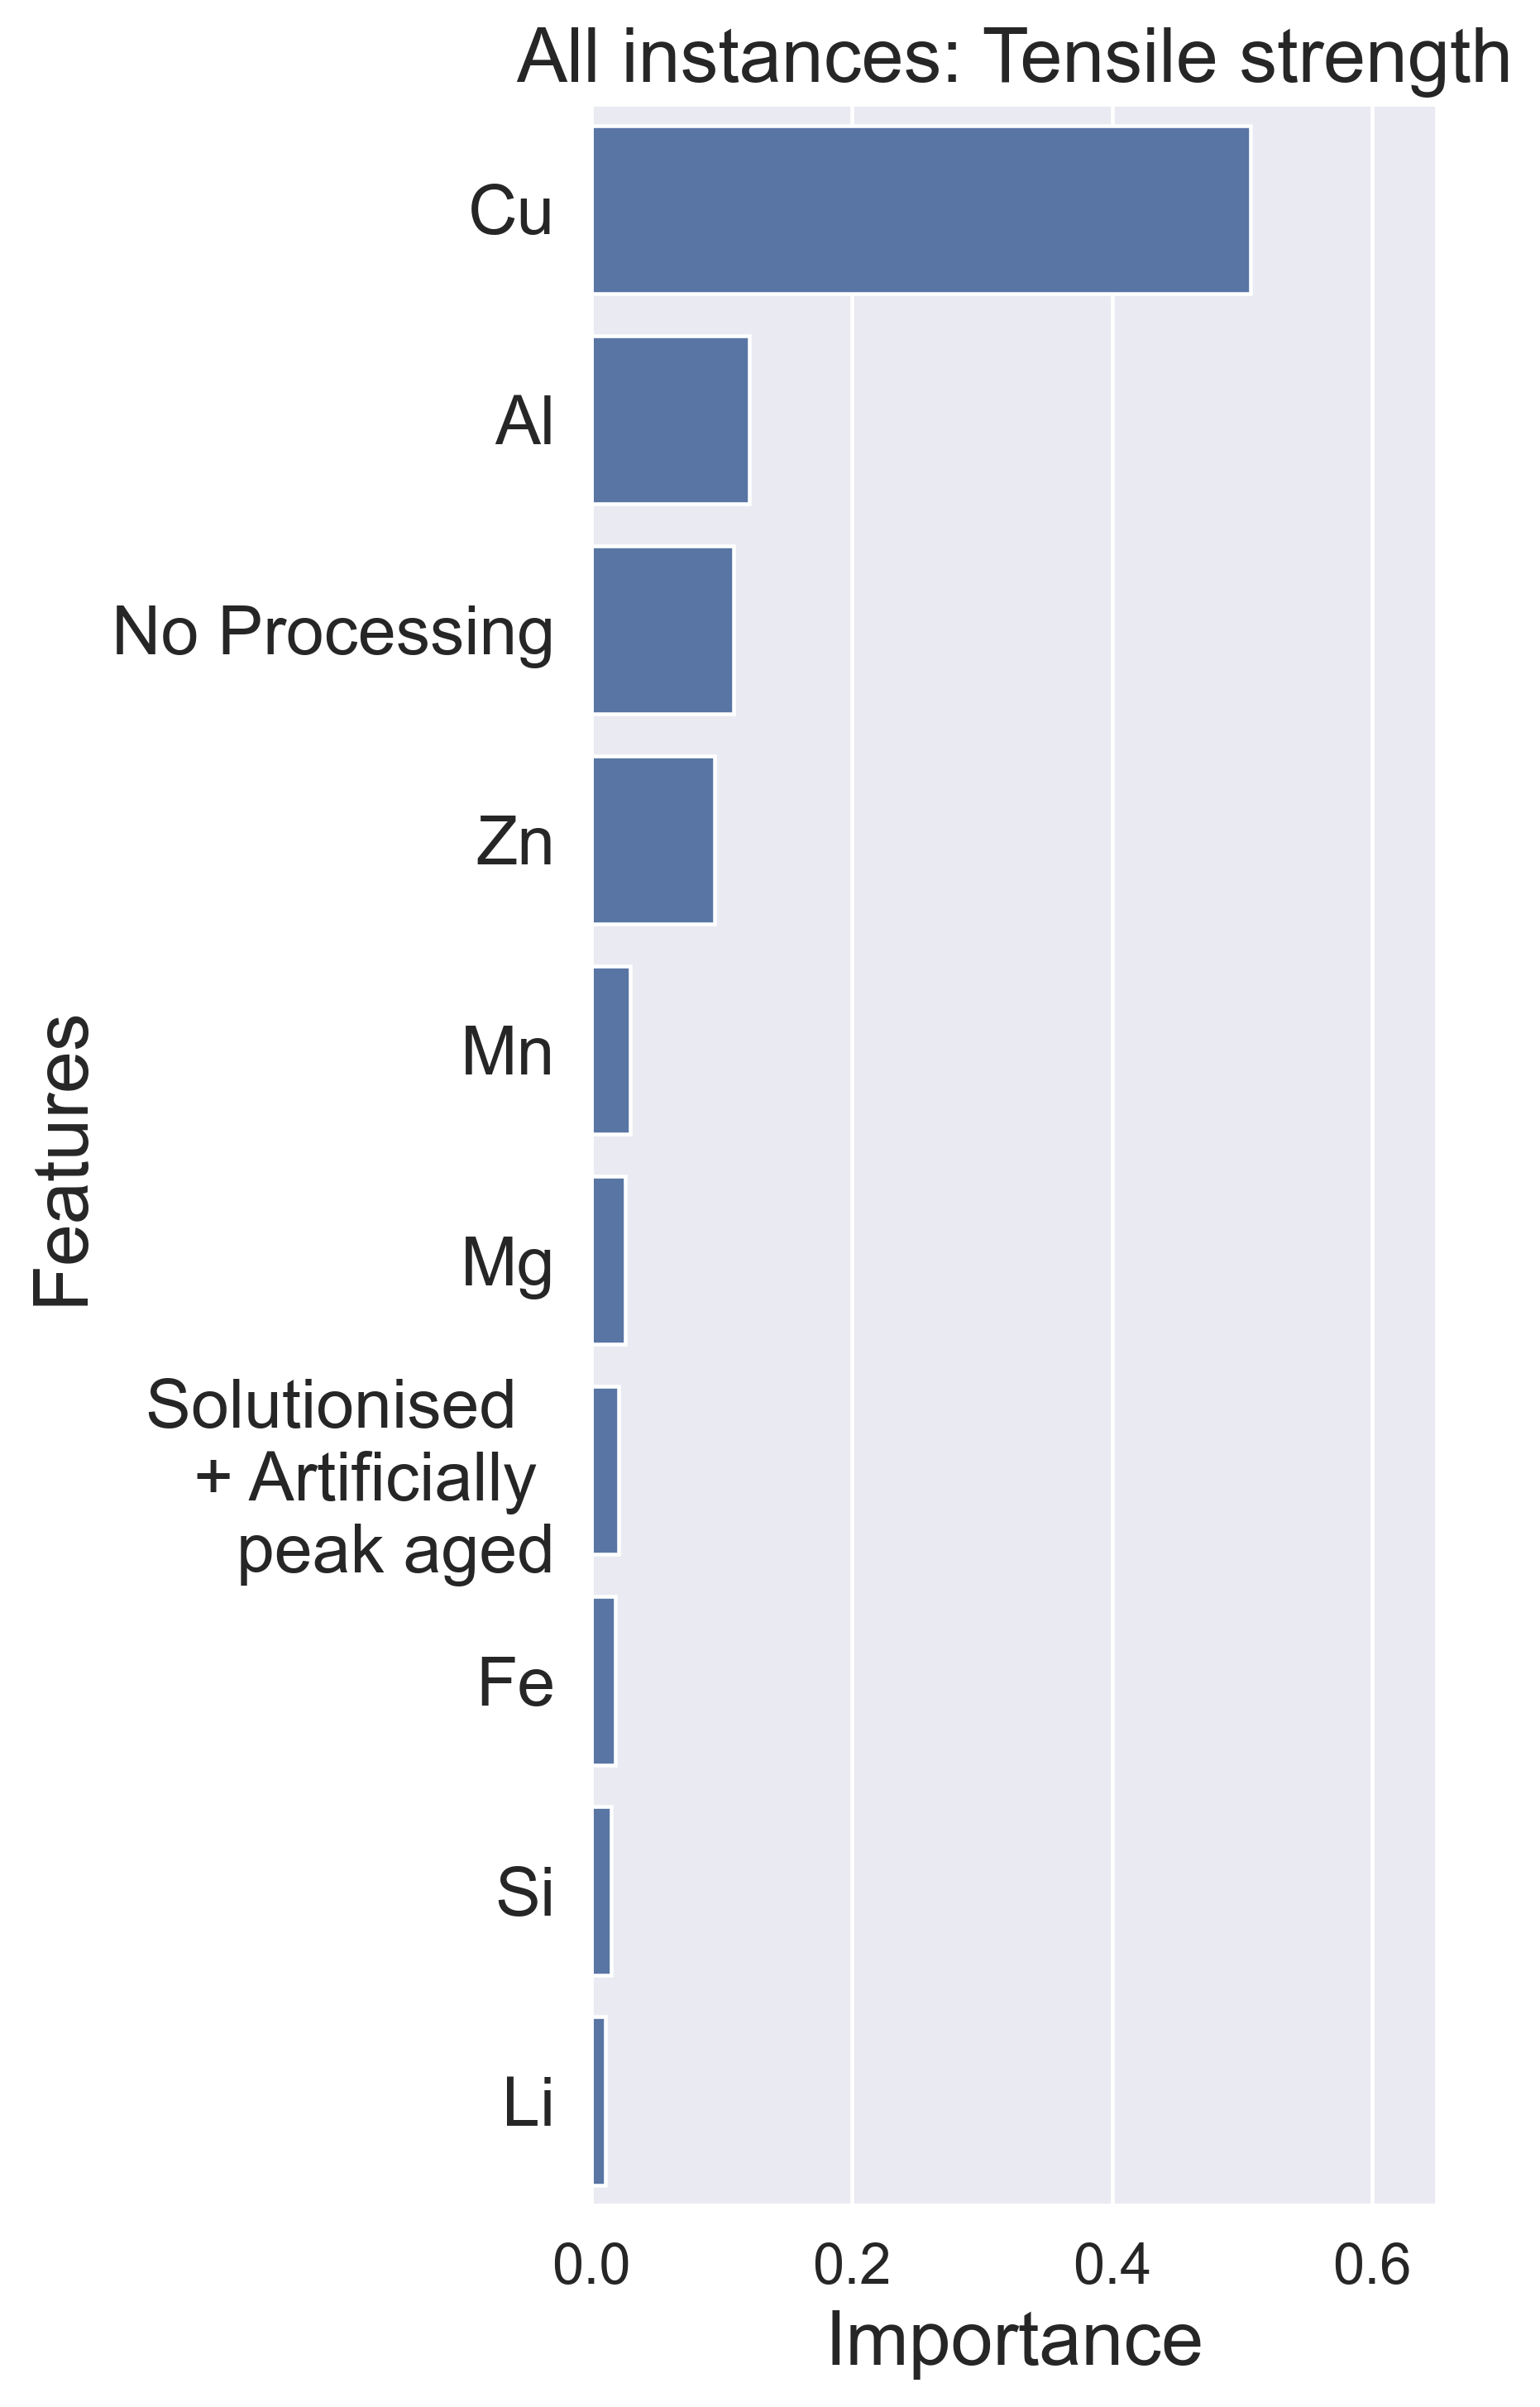 All instances: Tensile strength
Cu
Al
No Processing
Zn
Mn
Mg
Solutionised
+ Artificially
peak aged
Fe
Si
Li
Features
0.0 0.2 0.4 0.6
Importance